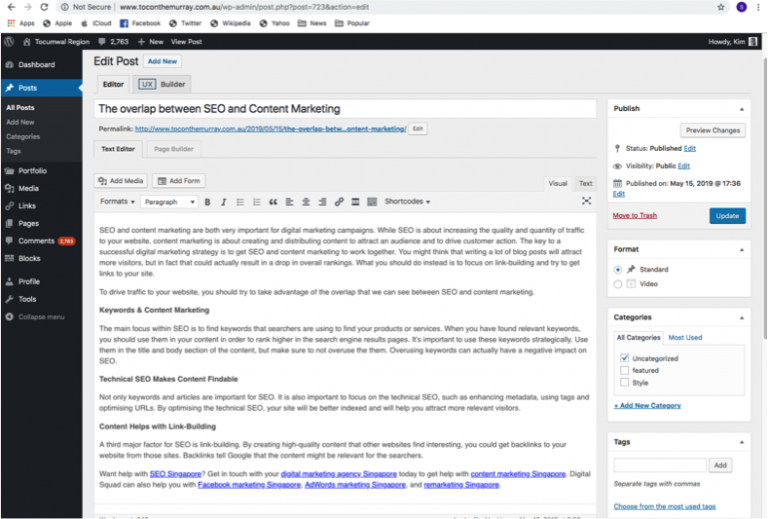 Not Secure | www.toconthemurray.com.au/wp-admin/post.php?post=723&action=edit
Apps Apple iCloud Facebook Twitter Wikipedia Yahoo News Popular
Tocumwal Region 2,763 + New View Post Howdy, Kim
Dashboard
Posts
All Posts
Add New
Categories
Tags
Portfolio
Media
Links
Pages
Comments 2,763
Blocks
Profile
Tools
Collapse menu
Edit Post Add New
Editor UX Builder
The overlap between SEO and Content Marketing
Permalink: http://www.toconthemurray.com.au/2019/05/15/the-overlap-betw...ontent-marketing/ Edit
Text Editor Page Builder
Add Media Add Form
Visual Text
Formats Paragraph B I Shortcodes
SEO and content marketing are both very important for digital marketing campaigns. While SEO is about increasing the quality and quantity of traffic
to your website, content marketing is about creating and distributing content to attract an audience and to drive customer action. The key to a
successful digital marketing strategy is to get SEO and content marketing to work together. You might think that writing a lot of blog posts will attract
more visitors, but in fact that could actually result in a drop in overall rankings. What you should do instead is to focus on link-building and try to get
links to your site.
To drive traffic to your website, you should try to take advantage of the overlap that we can see between SEO and content marketing.
Keywords & Content Marketing
The main focus within SEO is to find keywords that searchers are using to find your products or services. When you have found relevant keywords,
you should use them in your content in order to rank higher in the search engine results pages. It's important to use these keywords strategically. Use
them in the title and body section of the content, but make sure to not overuse the them. Overusing keywords can actually have a negative impact on
SEO.
Technical SEO Makes Content Findable
Not only keywords and articles are important for SEO. It is also important to focus on the technical SEO, such as enhancing metadata, using tags and
optimising URLs. By optimising the technical SEO, your site will be better indexed and will help you attract more relevant visitors.
Content Helps with Link-Building
A third major factor for SEO is link-building. By creating high-quality content that other websites find interesting, you could get backlinks to your
website from those sites. Backlinks tell Google that the content might be relevant for the searchers.
Want help with SEO Singapore? Get in touch with your digital marketing agency Singapore today to get help with content marketing Singapore. Digital
Squad can also help you with Facebook marketing Singapore, AdWords marketing Singapore, and remarketing Singapore.
Publish
Preview Changes
Status: Published Edit
Visibility: Public Edit
Published on: May 15, 2019 @ 17:36
Edit
Move to Trash Update
Format
Standard
Video
Categories
All Categories Most Used
Uncategorized
featured
Style
+ Add New Category
Tags
Add
Separate tags with commas
Choose from the most used tags